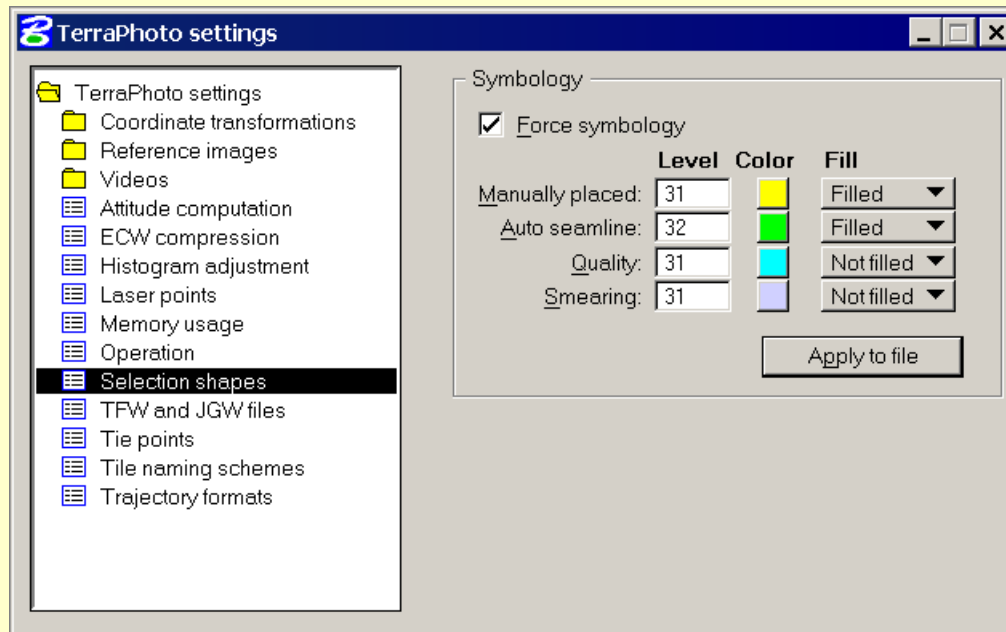 TerraPhoto settings
TerraPhoto settings
Coordinate transformations
Reference images
Videos
Attitude computation
ECW compression
Histogram adjustment
Laser points
Memory usage
Operation
Selection shapes
TFW and JGW files
Tie points
Tile naming schemes
Trajectory formats
Symbology
Force symbology
Level Color Fill
Manually placed: 31 Filled
Auto seamline: 32 Filled
Quality: 31 Not filled
Smearing: 31 Not filled
Apply to file